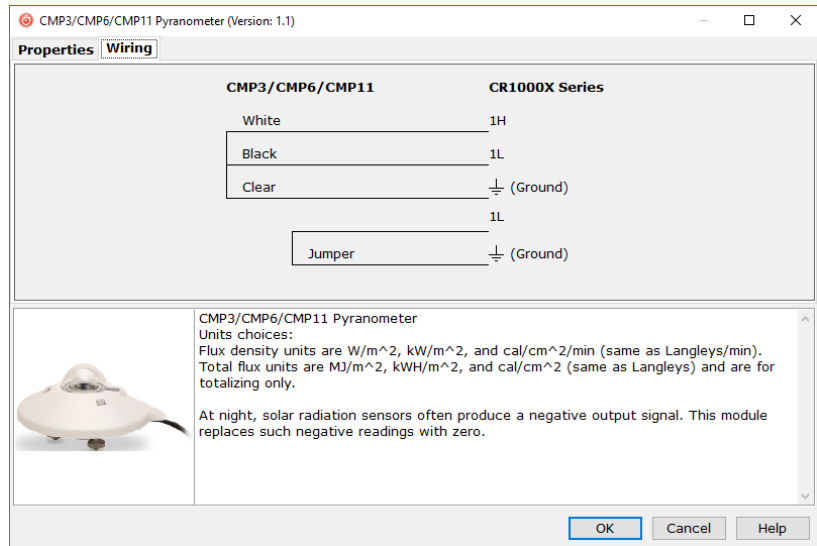 CMP3/CMP6/CMP11 Pyranometer (Version: 1.1)
Properties Wiring
CMP3/CMP6/CMP11 CR1000X Series
White 1H
Black 1L
Clear (Ground)
1L
Jumper (Ground)
CMP3/CMP6/CMP11 Pyranometer
Units choices:
Flux density units are W/m^2, kW/m^2, and cal/cm^2/min (same as Langleys/min).
Total flux units are MJ/m^2, kWH/m^2, and cal/cm^2 (same as Langleys) and are for
totalizing only.
At night, solar radiation sensors often produce a negative output signal. This module
replaces such negative readings with zero.
OK Cancel Help